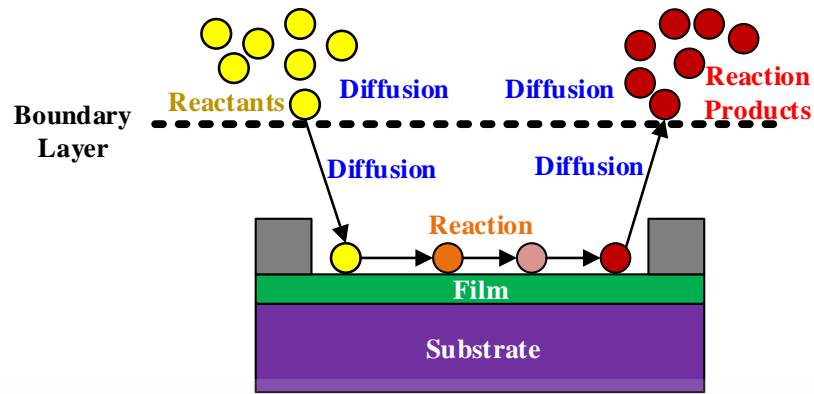 Reactants
Diffusion
Diffusion
Reaction
Products
Boundary
Layer
Diffusion
Diffusion
Reaction
Film
Substrate